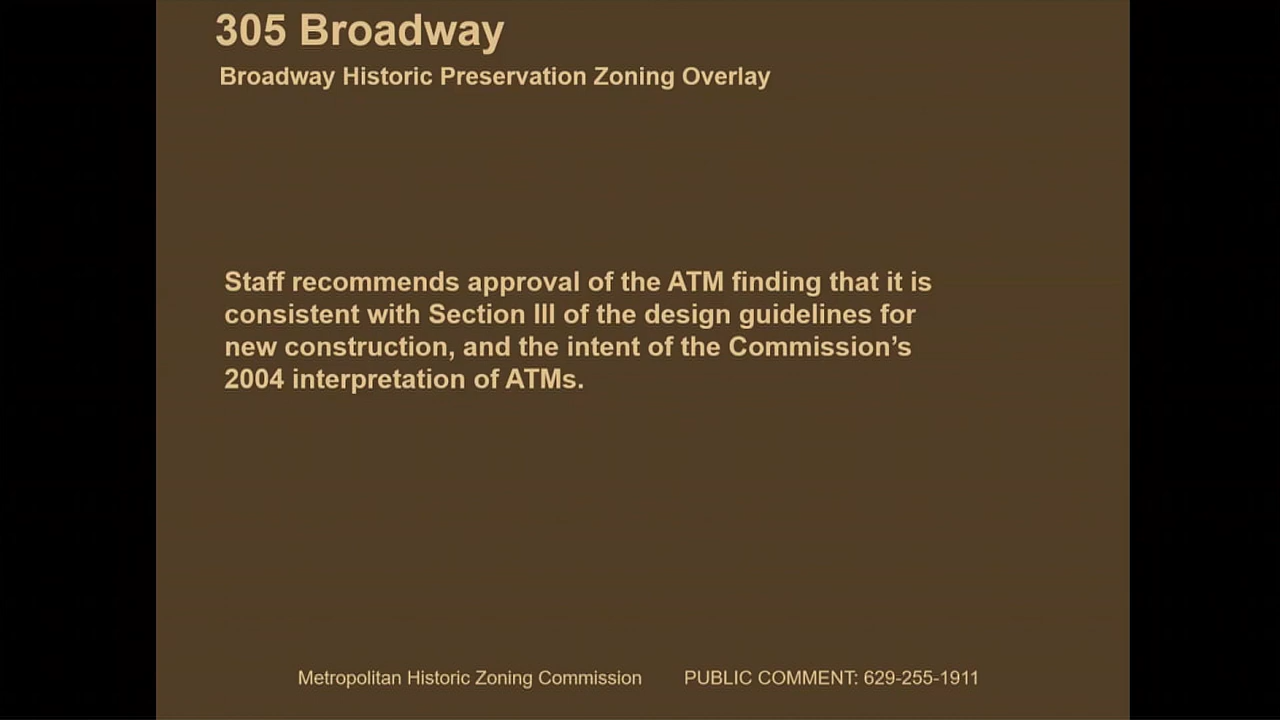 305 Broadway
Broadway Historic Preservation Zoning Overlay
Staff recommends approval of the ATM finding that it is
consistent with Section III of the design guidelines for
new construction, and the intent of the Commission’s
2004 interpretation of ATMs.
Metropolitan Historic Zoning Commission PUBLIC COMMENT: 629-255-1911